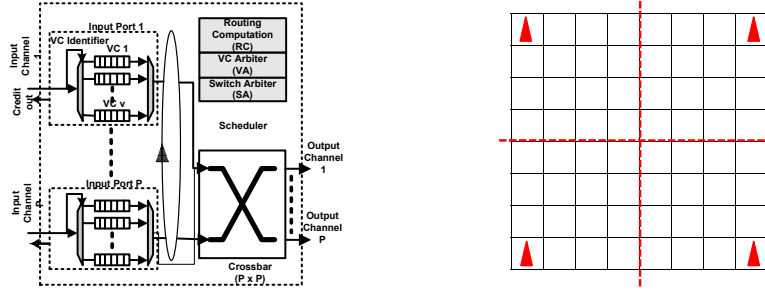 Input Port 1
Routing
Computation
(RC)
VC Arbiter
(VA)
Switch Arbiter
(SA)
Input
Channel
VC Identifier
VC 1
Credit
out
VC v
Scheduler
Output
Channel
1
Input Port P
Input
Channel
Output
Channel
P
Crossbar
(P x P)